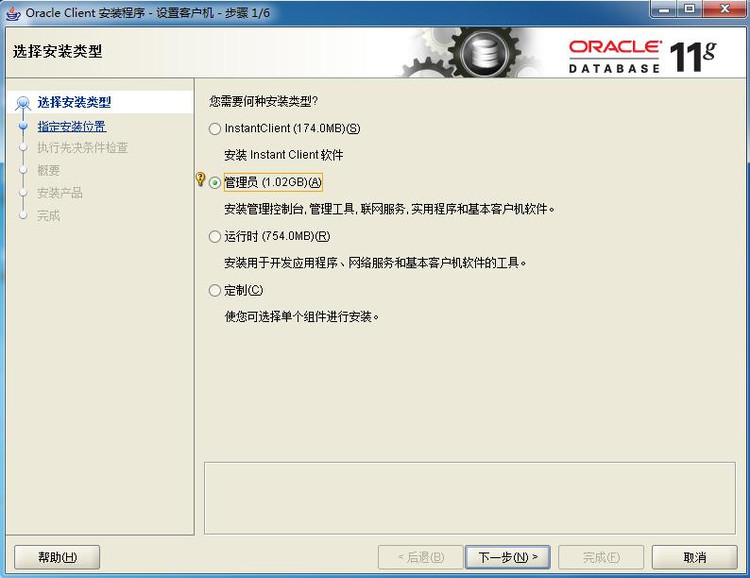 Oracle Client 安装程序 - 设置客户机 - 步骤 1/6
选择安装类型
ORACLE
DATABASE 11g
选择安装类型
指定安装位置
执行先决条件检查
概要
安装产品
完成
您需要何种安装类型?
InstantClient (174.0MB)(S)
安装 Instant Client 软件
管理员 (1.02GB)(A)
安装管理控制台, 管理工具, 联网服务, 实用程序和基本客户机软件。
运行时 (754.0MB)(R)
安装用于开发应用程序、网络服务和基本客户机软件的工具。
定制(C)
使您可选择单个组件进行安装。
帮助(H)
< 后退(B)
下一步(N) >
完成(F)
取消